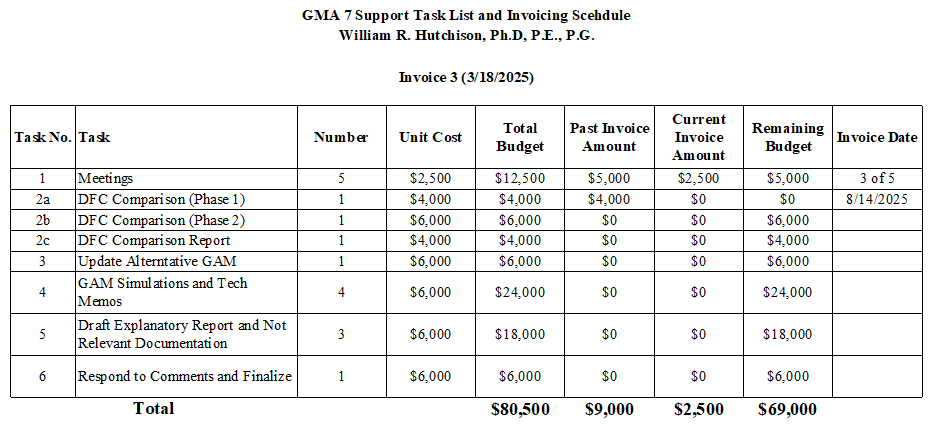 GMA 7 Support Task List and Invoicing Scehdule
William R. Hutchison, Ph.D, P.E., P.G.
Invoice 3 (3/18/2025)
Task No. Task Number Unit Cost Total Budget Past Invoice Amount Current Invoice Amount Remaining Budget Invoice Date
1 Meetings 5 $2,500 $12,500 $5,000 $2,500 $5,000 3 of 5
2a DFC Comparison (Phase 1) 1 $4,000 $4,000 $4,000 $0 $0 8/14/2025
2b DFC Comparison (Phase 2) 1 $6,000 $6,000 $0 $0 $6,000
2c DFC Comparison Report 1 $4,000 $4,000 $0 $0 $4,000
3 Update Alterntative GAM 1 $6,000 $6,000 $0 $0 $6,000
4 GAM Simulations and Tech Memos 4 $6,000 $24,000 $0 $0 $24,000
5 Draft Explanatory Report and Not Relevant Documentation 3 $6,000 $18,000 $0 $0 $18,000
6 Respond to Comments and Finalize 1 $6,000 $6,000 $0 $0 $6,000
Total $80,500 $9,000 $2,500 $69,000